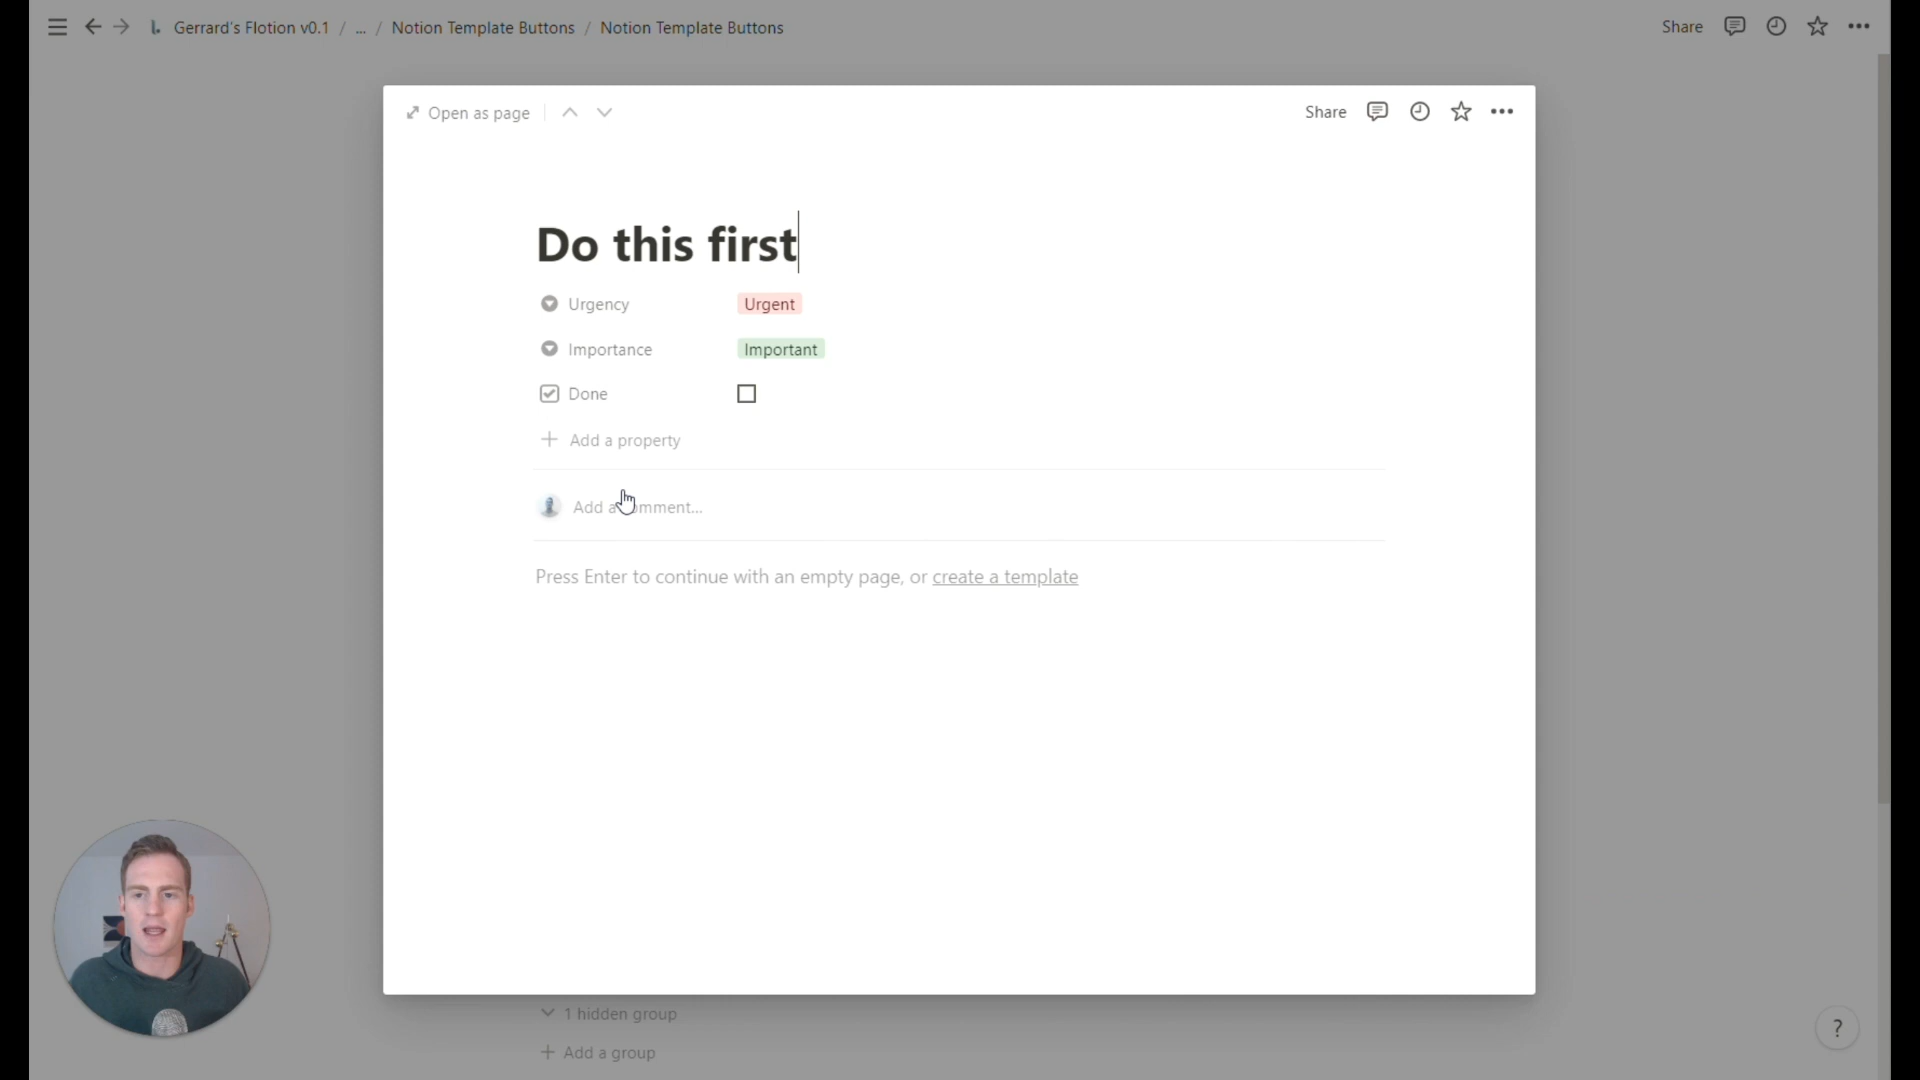 Gerrard's Flotion v0.1 / ... / Notion Template Buttons / Notion Template Buttons
Share
Open as page
Share
Do this first
Urgency Urgent
Importance Important
Done
Add a property
Add a comment...
Press Enter to continue with an empty page, or create a template
1 hidden group
Add a group
?